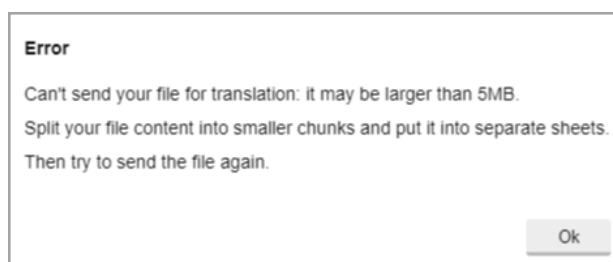 Error
Can't send your file for translation: it may be larger than 5MB.
Split your file content into smaller chunks and put it into separate sheets.
Then try to send the file again.
Ok